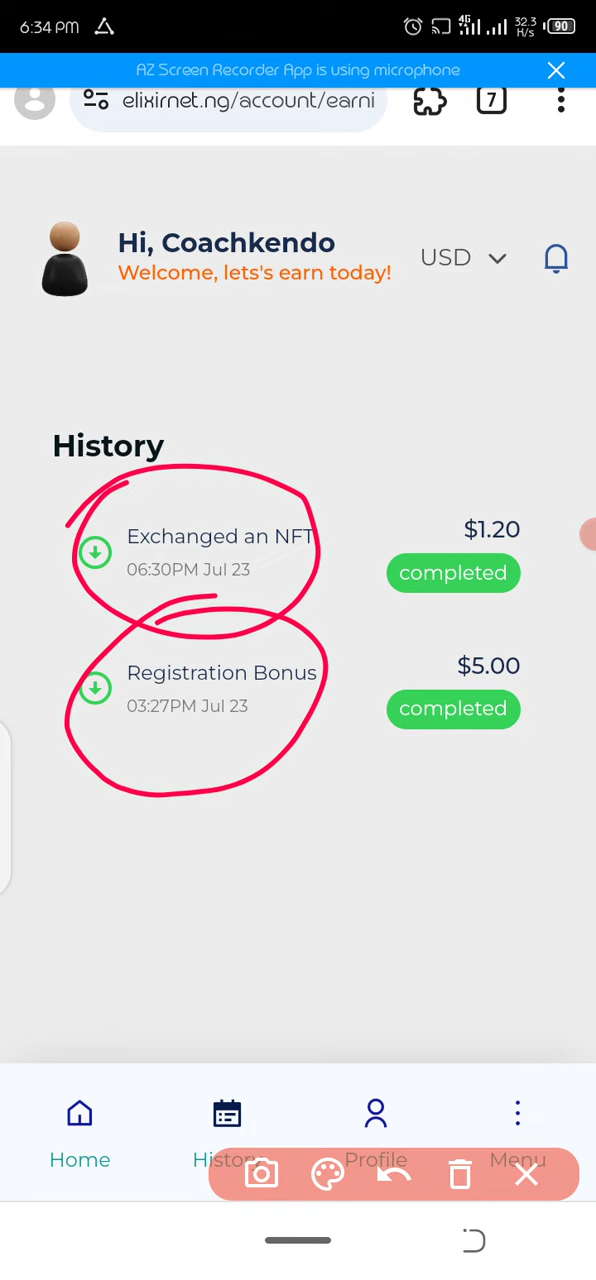 6:34 PM
4G
32.3
K/s
90
AZ Screen Recorder App is using microphone
elixirnet.ng/account/earni
7
Hi, Coachkendo
USD
Welcome, lets's earn today!
History
Exchanged an NFT
$1.20
06:30PM Jul 23
completed
Registration Bonus
$5.00
03:27PM Jul 23
completed
Home
History
Profile
Menu